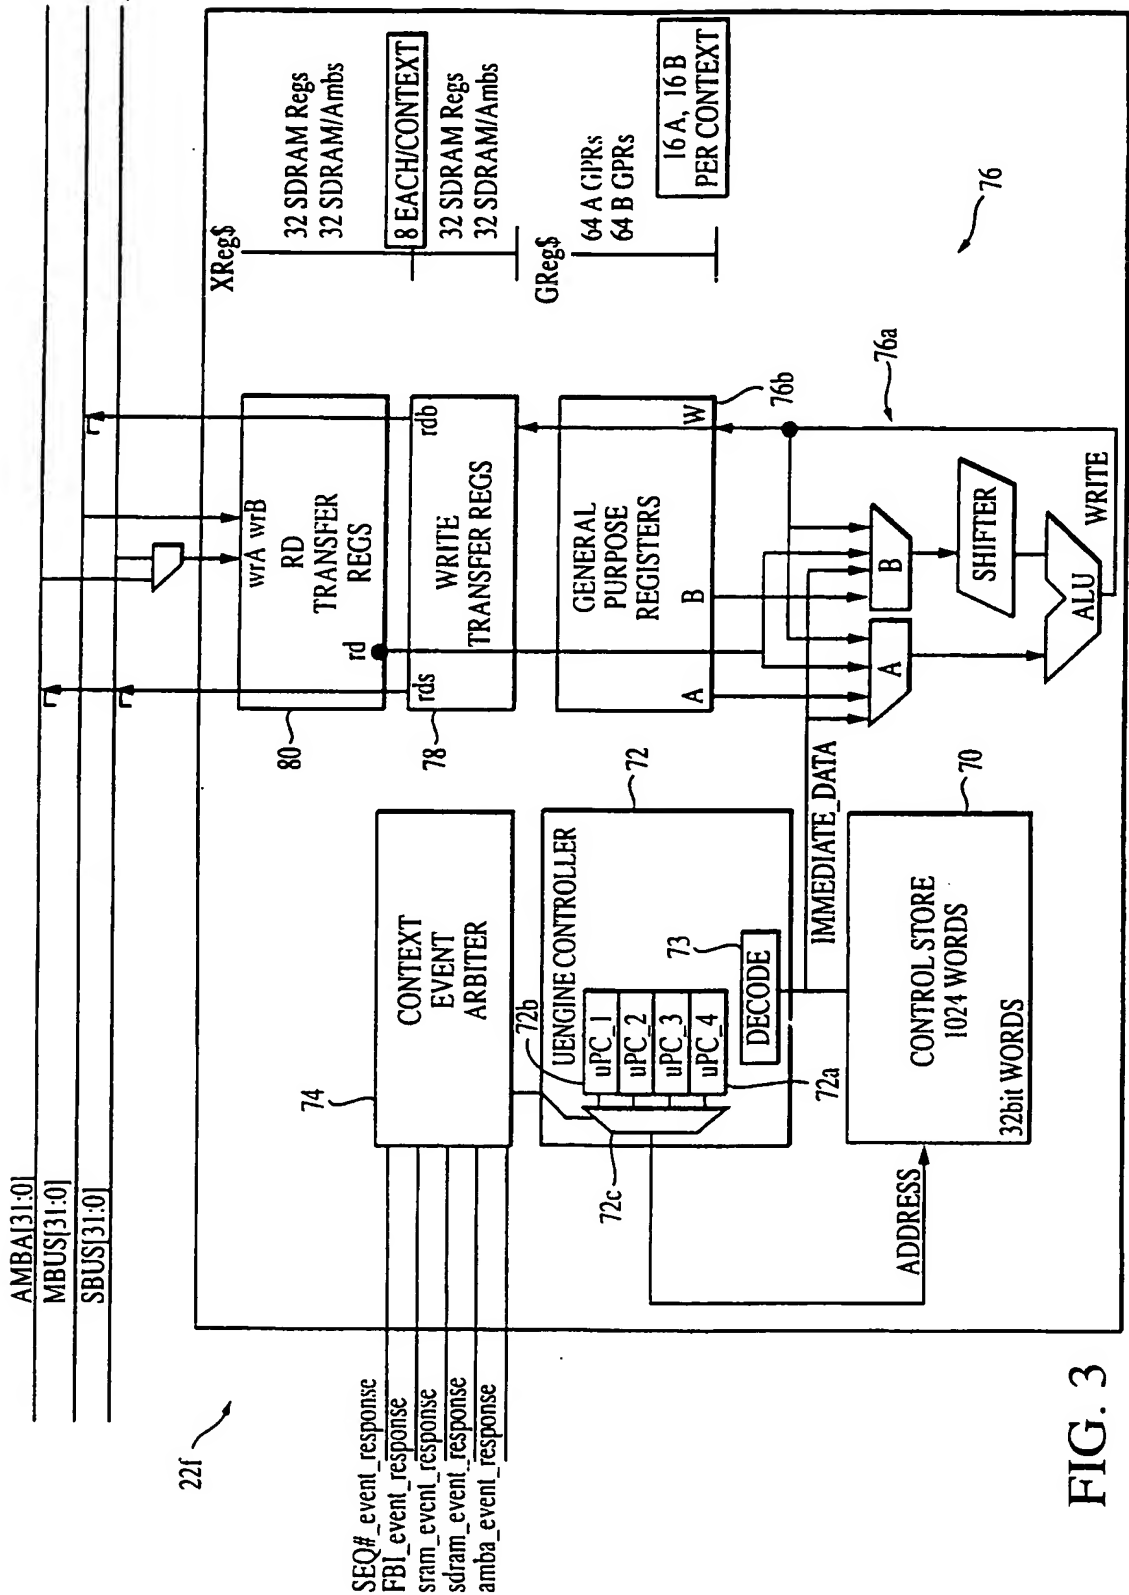 AMBA[31:0]
MBUS[31:0]
SBUS[31:0]
22f
SEQ#_event_response
FBI_event_response
sram_event_response
sdram_event_response
amba_event_response
74
CONTEXT
EVENT
ARBITER
72
UENGINE CONTROLLER
72b
uPC_1
uPC_2
uPC_3
uPC_4
72a
72c
73
DECODE
ADDRESS
IMMEDIATE_DATA
70
CONTROL STORE
1024 WORDS
32bit WORDS
80
wrA wrB
RD
TRANSFER
REGS
rd
78
rds
rdb
WRITE
TRANSFER REGS
GENERAL
PURPOSE
REGISTERS
A
B
W
76b
76a
A
B
SHIFTER
ALU
WRITE
XReg$
32 SDRAM Regs
32 SDRAM/Ambs
8 EACH/CONTEXT
32 SDRAM Regs
32 SDRAM/Ambs
GReg$
64 A GPRs
64 B GPRs
16 A, 16 B
PER CONTEXT
76
FIG. 3